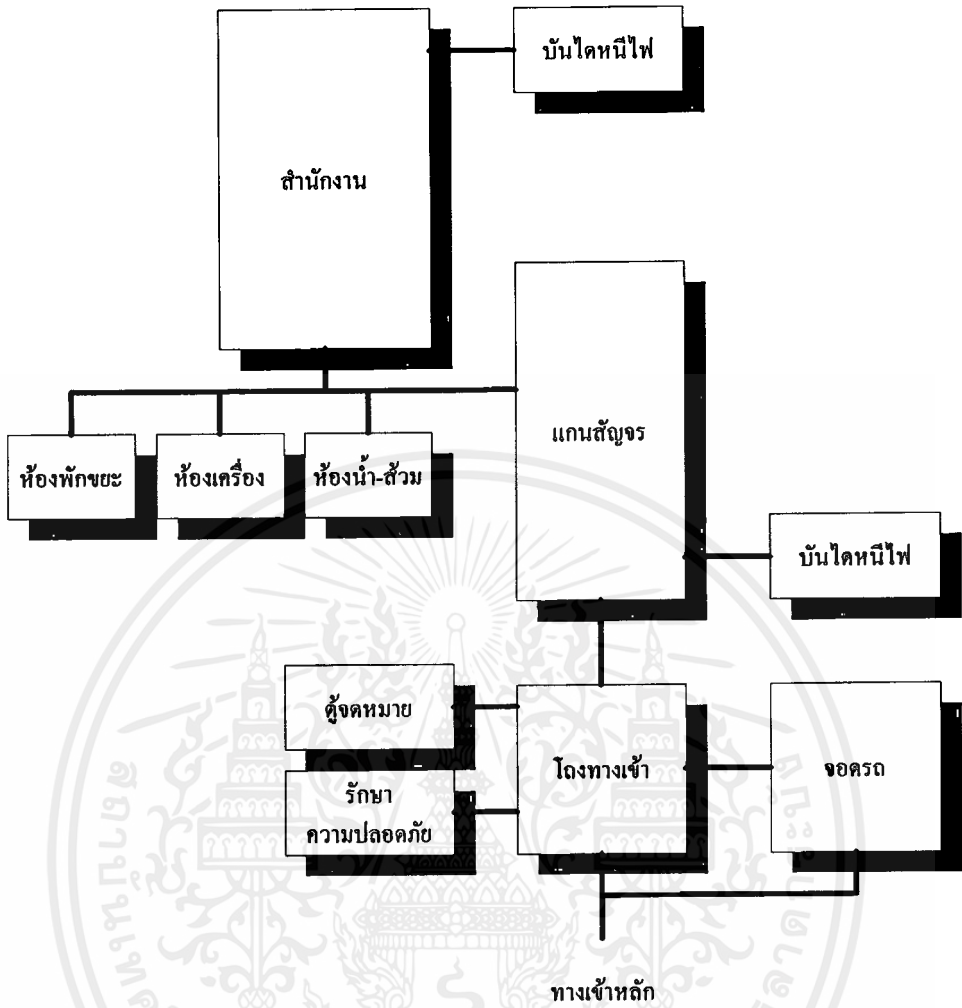 บันไดหนีไฟ
สำนักงาน
แกนสัญจร
ห้องพักขยะ
ห้องเครื่อง
ห้องน้ำ-ส้วม
บันไดหนีไฟ
ตู้จดหมาย
โถงทางเข้า
จอดรถ
รักษา
ความปลอดภัย
ทางเข้าหลัก